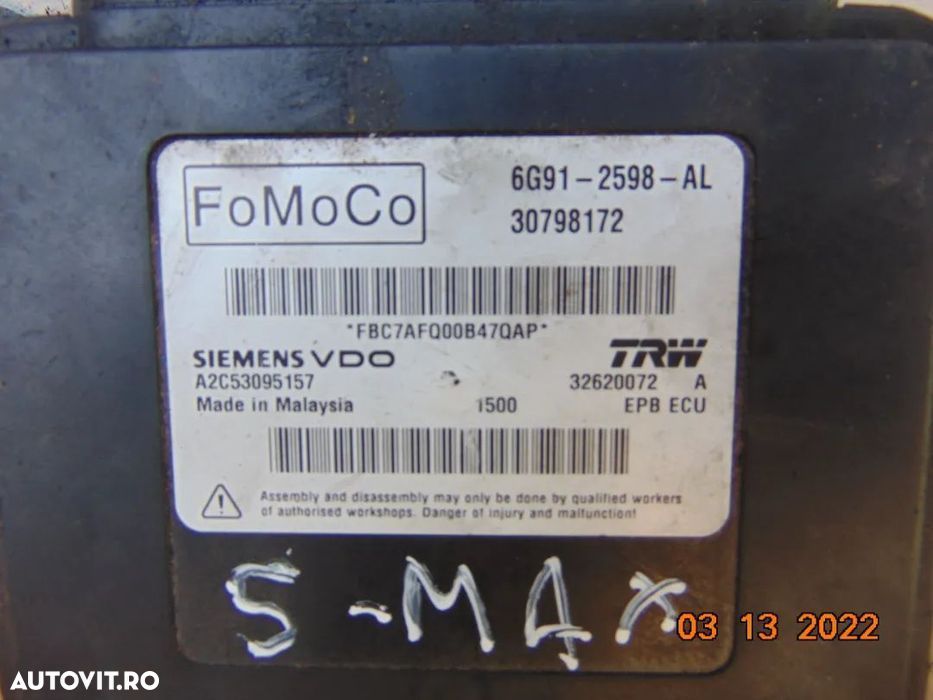 FoMoCo
6G91-2598-AL
30798172
*FBC7AFQ00B47QAP*
SIEMENS VDO
TRW
A2C53095157
32620072 A
Made in Malaysia
1500
EPB ECU
Assembly and disassembly may only be done by qualified workers
of authorised workshops. Danger of injury and malfunction!
S-MAX
03 13 2022
AUTOVIT.RO